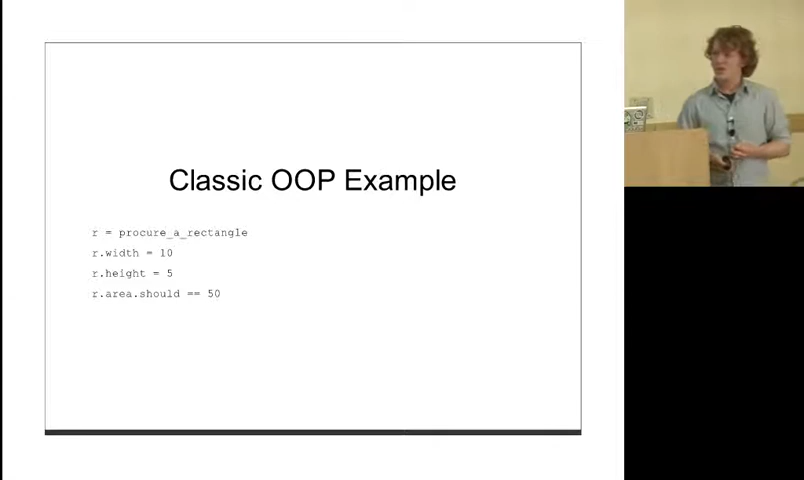 Classic OOP Example
r = procure_a_rectangle
r.width = 10
r.height = 5
r.area.should == 50